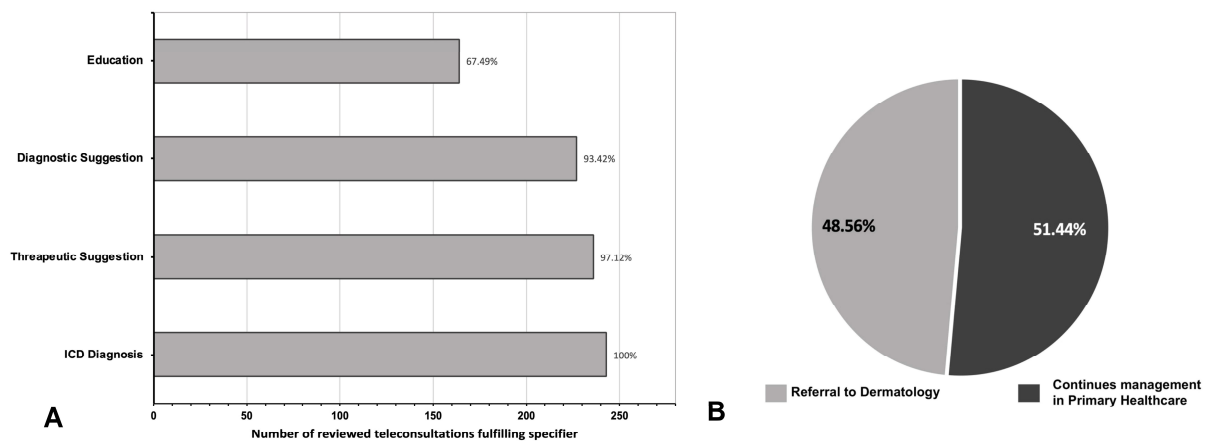 Education
67.49%
Diagnostic Suggestion
93.42%
Threapeutic Suggestion
97.12%
ICD Diagnosis
100%
0 50 100 150 200 250
Number of reviewed teleconsultations fulfilling specifier
A
48.56%
51.44%
Referral to Dermatology
Continues management
in Primary Healthcare
B